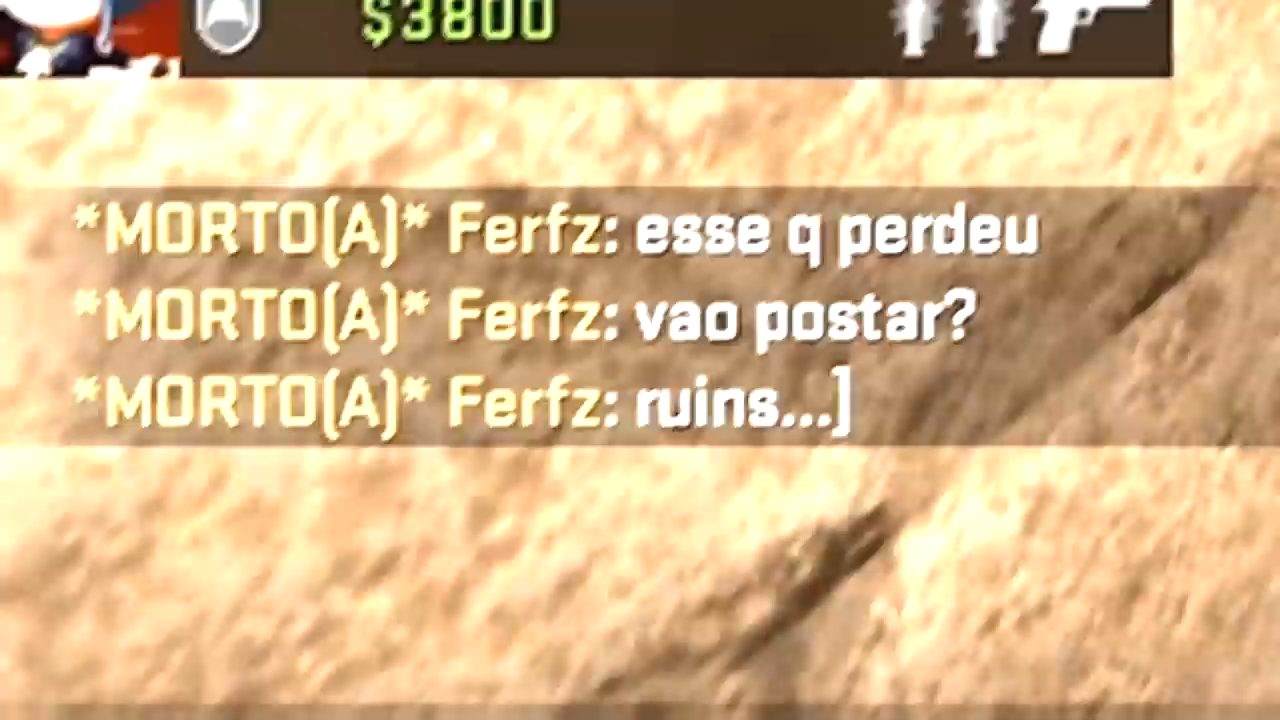 $3800
*MORTO(A)* Ferfz: esse q perdeu
*MORTO(A)* Ferfz: vao postar?
*MORTO(A)* Ferfz: ruins...]